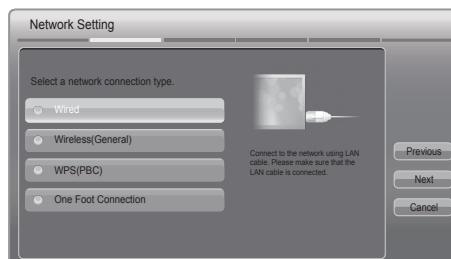 Network Setting
Select a network connection type.
Wired
Wireless(General)
WPS(PBC)
One Foot Connection
Connect to the network using LAN
cable. Please make sure that the
LAN cable is connected.
Previous
Next
Cancel